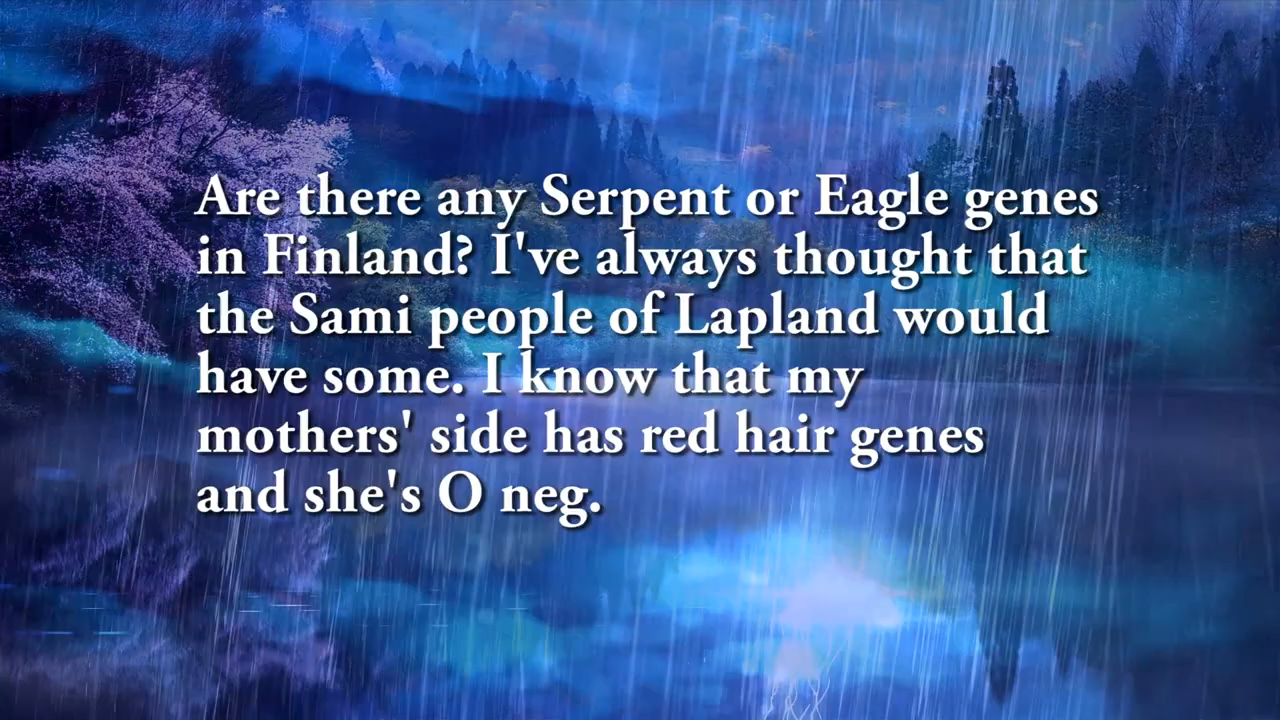 Are there any Serpent or Eagle genes
in Finland? I've always thought that
the Sami people of Lapland would
have some. I know that my
mothers' side has red hair genes
and she's O neg.